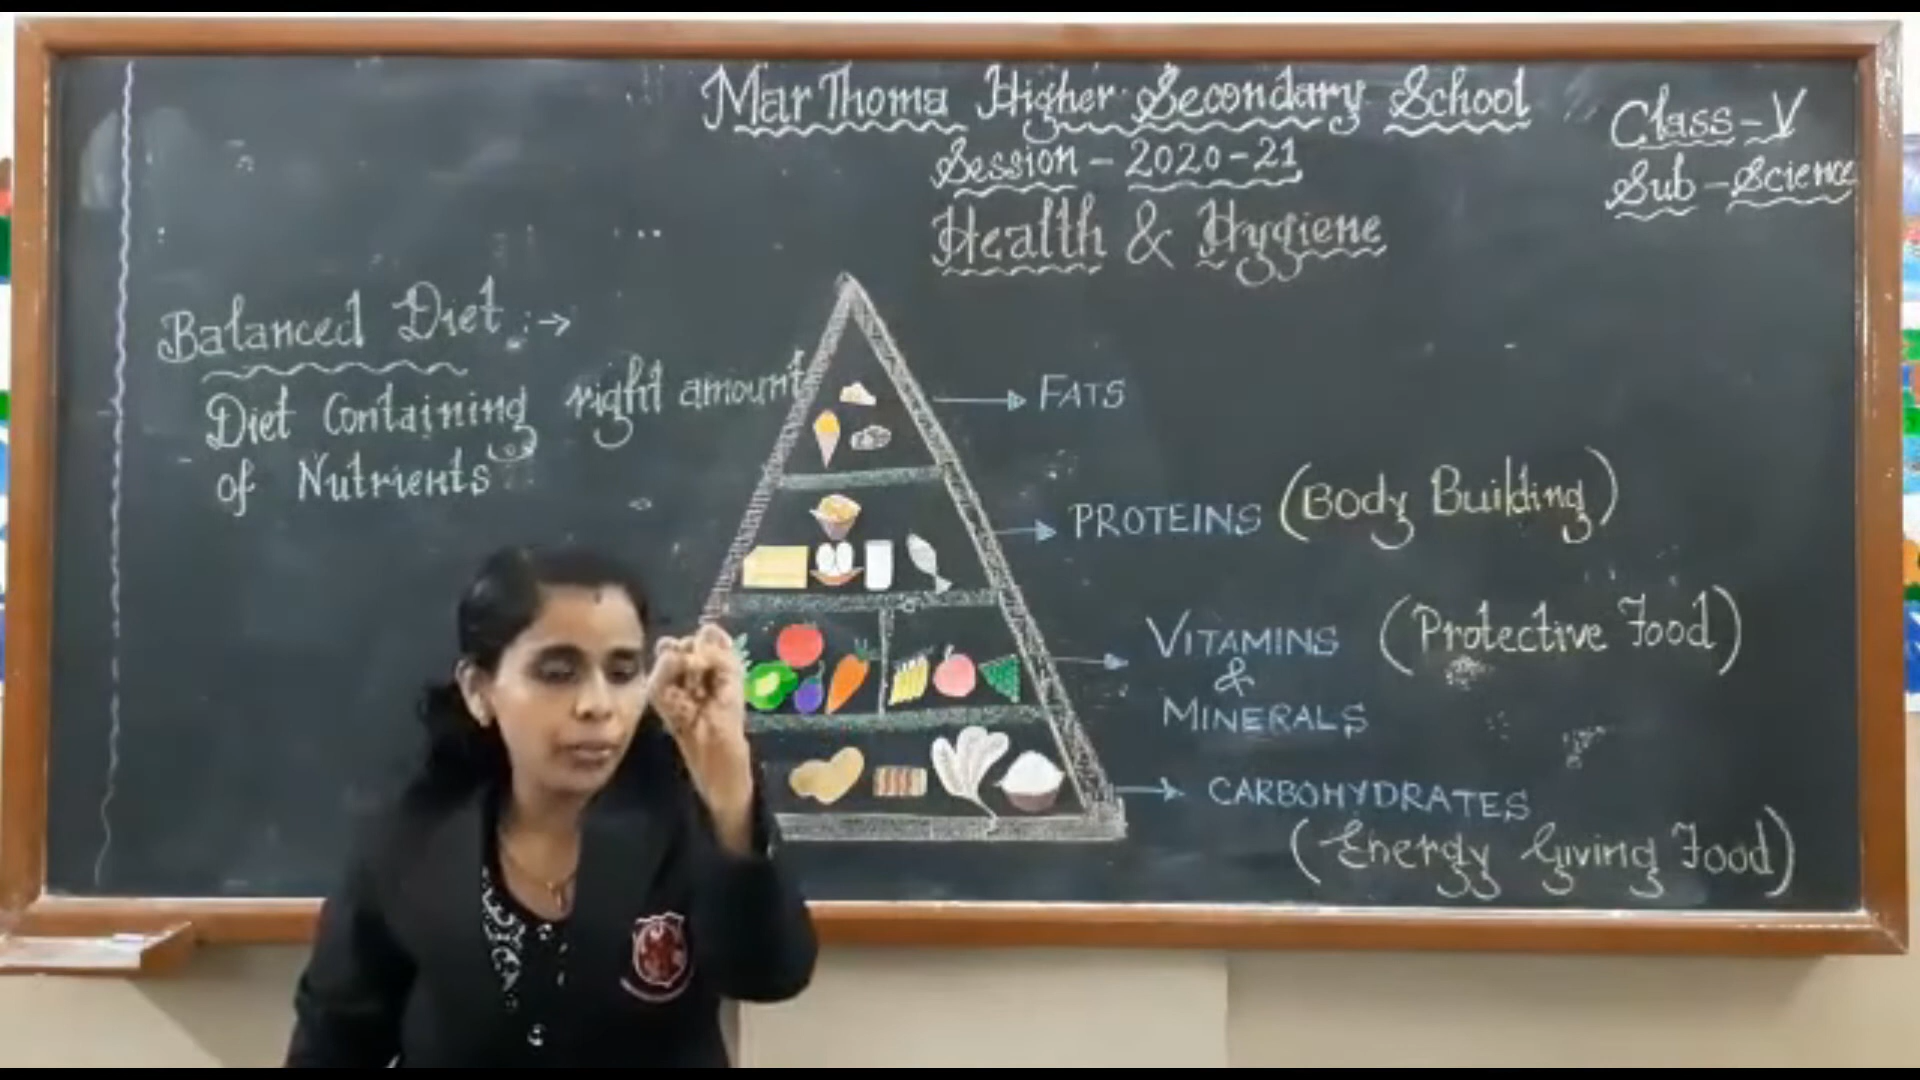 Mar Thoma Higher Secondary School
Session - 2020-21
Health & Hygiene
Class - V
Sub - Science
Balanced Diet :→
Diet Containing right amount
of Nutrients
FATS
PROTEINS (Body Building)
VITAMINS (Protective Food)
&
MINERALS
CARBOHYDRATES
(Energy Giving Food)